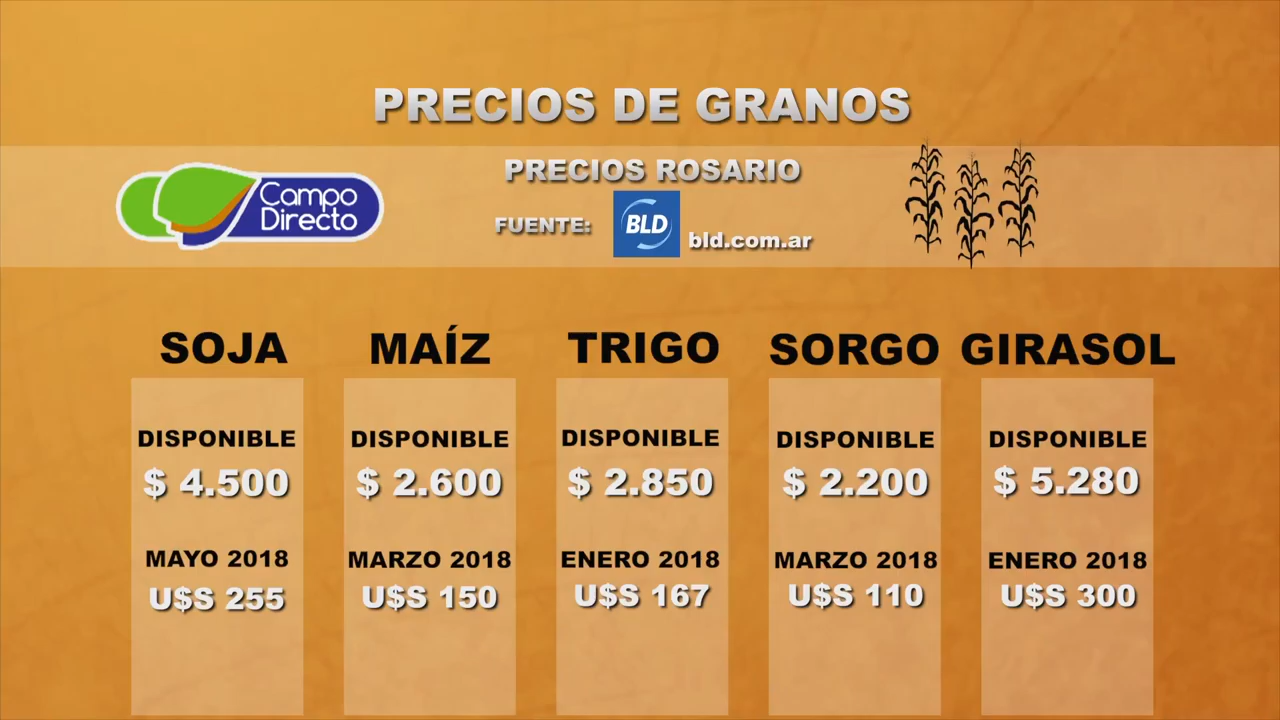 PRECIOS DE GRANOS
Campo
Directo
PRECIOS ROSARIO
FUENTE: BLD bld.com.ar
SOJA MAÍZ TRIGO SORGO GIRASOL
DISPONIBLE DISPONIBLE DISPONIBLE DISPONIBLE DISPONIBLE
$ 4.500 $ 2.600 $ 2.850 $ 2.200 $ 5.280
MAYO 2018 MARZO 2018 ENERO 2018 MARZO 2018 ENERO 2018
U$S 255 U$S 150 U$S 167 U$S 110 U$S 300